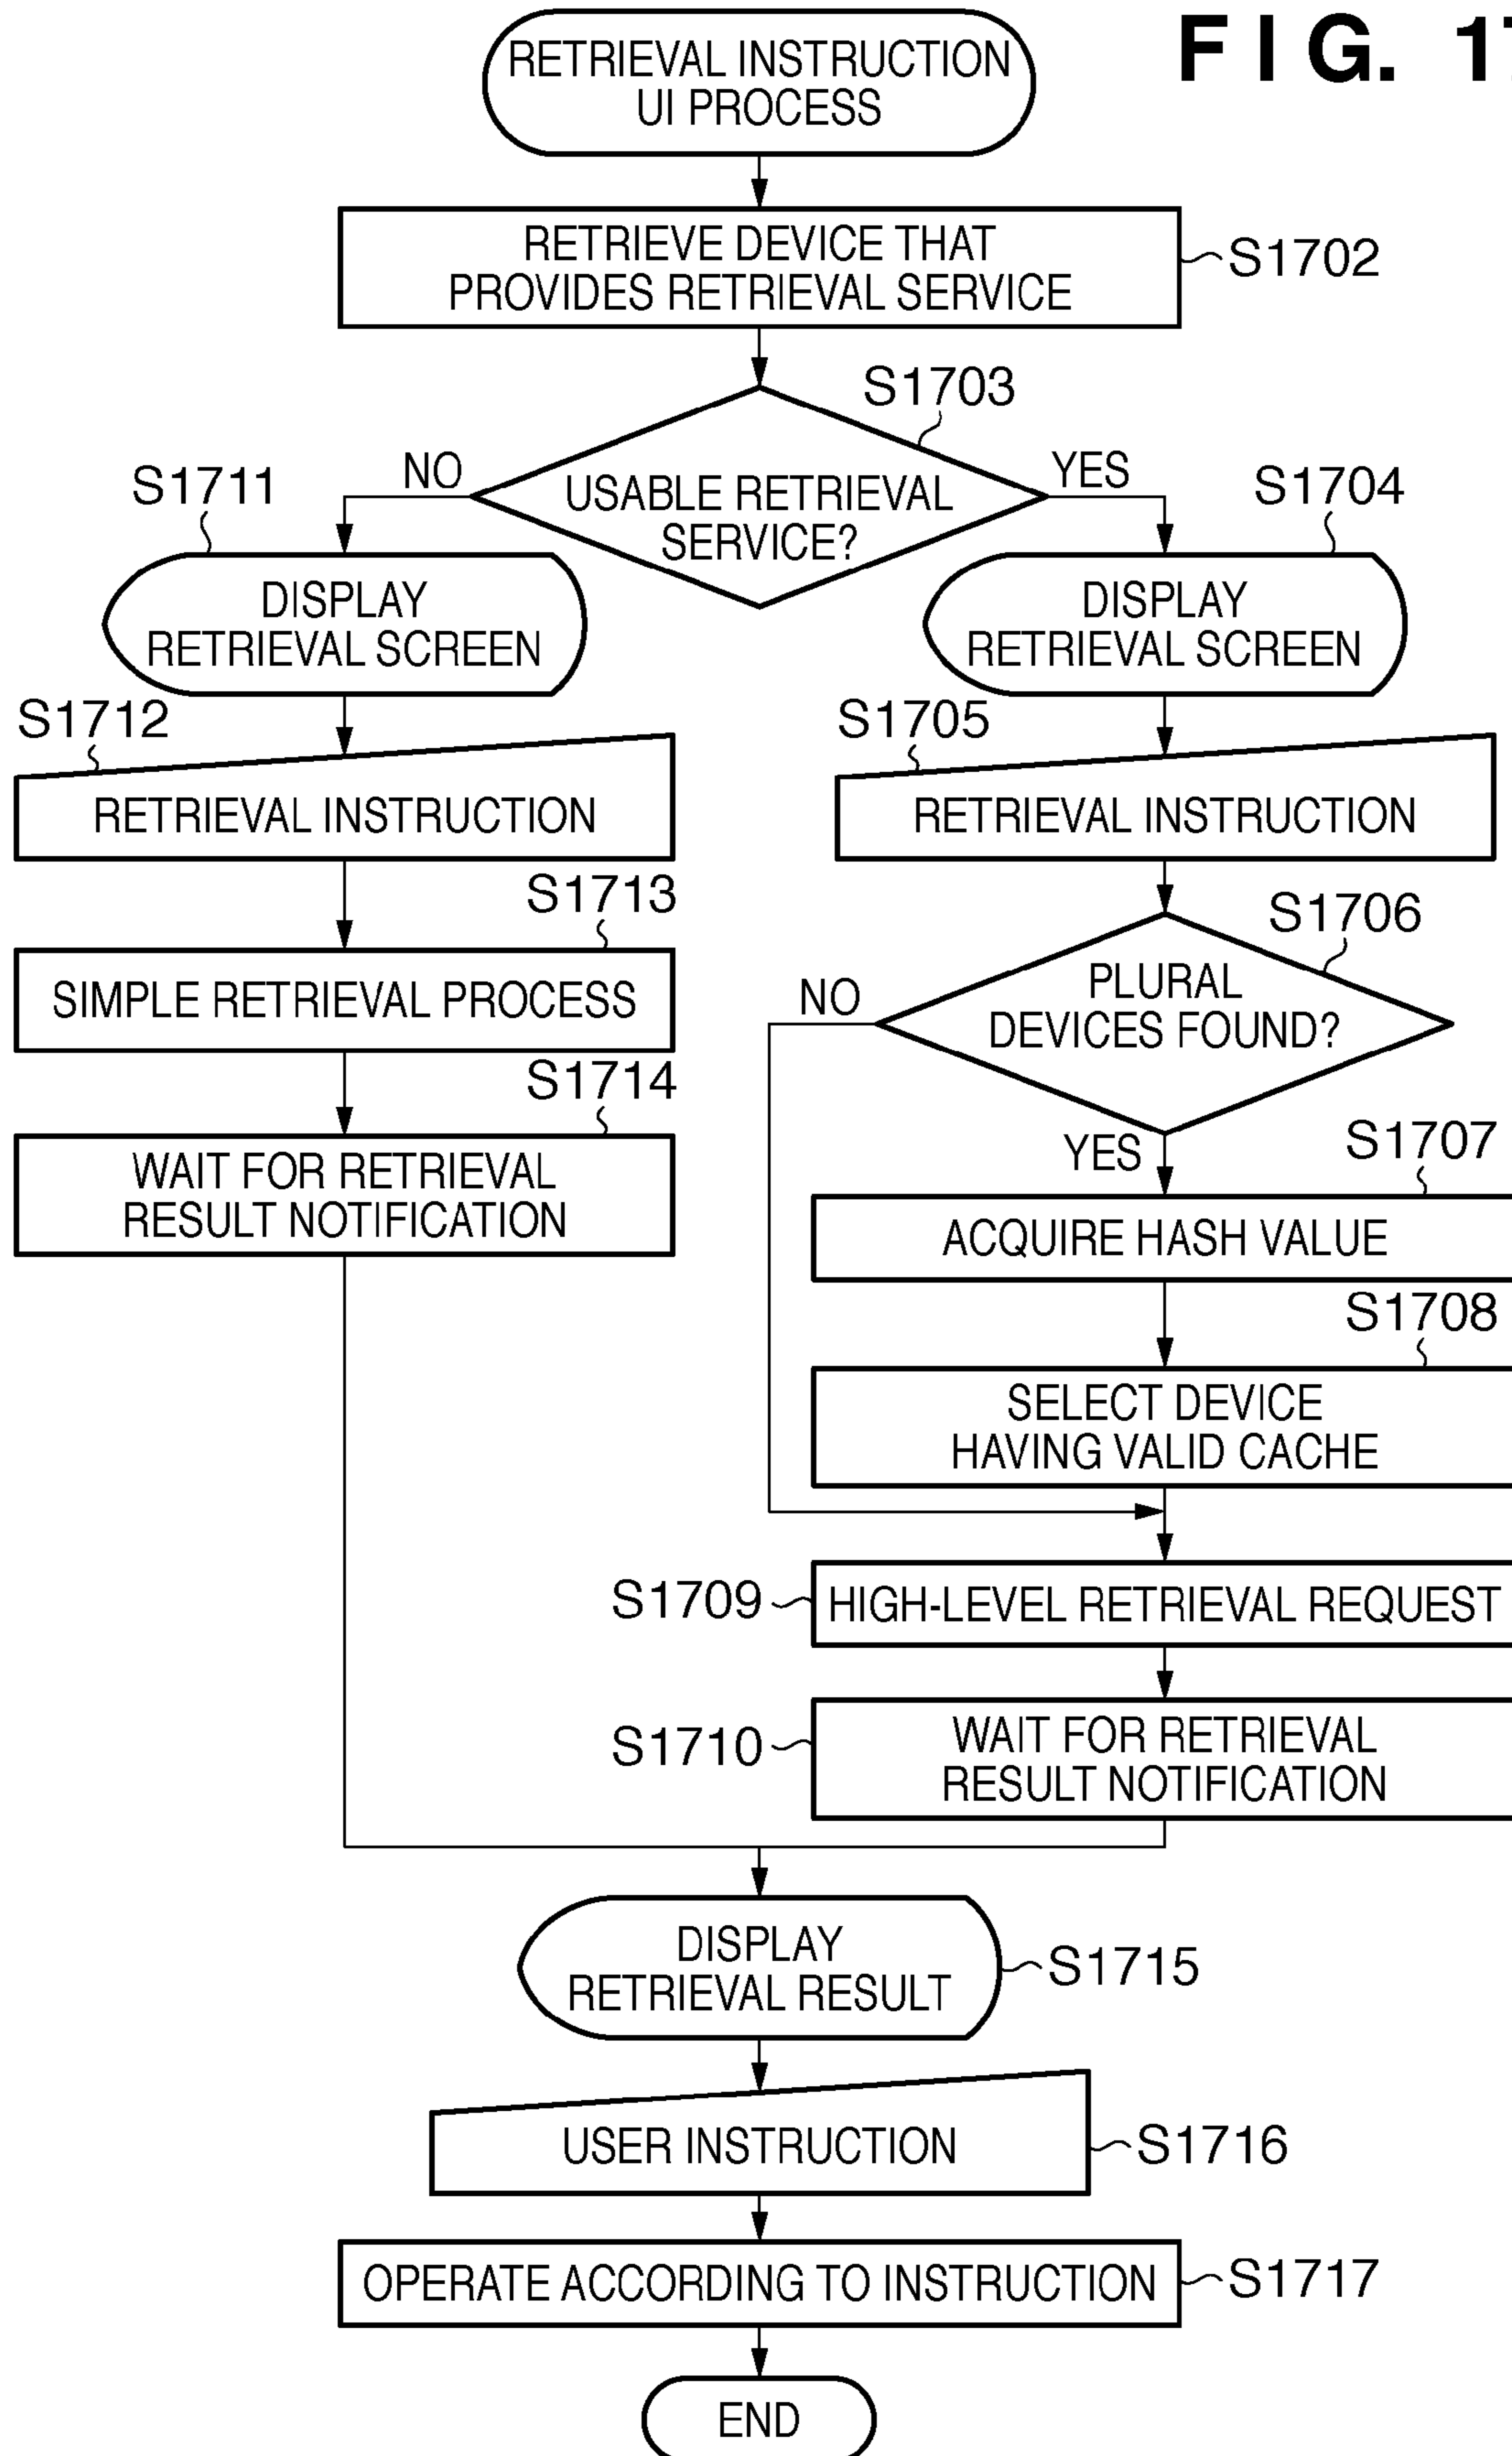 FIG. 17
RETRIEVAL INSTRUCTION
UI PROCESS
RETRIEVE DEVICE THAT
PROVIDES RETRIEVAL SERVICE
S1702
S1703
USABLE RETRIEVAL
SERVICE?
NO
YES
S1711
DISPLAY
RETRIEVAL SCREEN
S1704
DISPLAY
RETRIEVAL SCREEN
S1712
RETRIEVAL INSTRUCTION
S1705
RETRIEVAL INSTRUCTION
S1713
SIMPLE RETRIEVAL PROCESS
S1706
PLURAL
DEVICES FOUND?
NO
YES
S1714
WAIT FOR RETRIEVAL
RESULT NOTIFICATION
S1707
ACQUIRE HASH VALUE
S1708
SELECT DEVICE
HAVING VALID CACHE
S1709
HIGH-LEVEL RETRIEVAL REQUEST
S1710
WAIT FOR RETRIEVAL
RESULT NOTIFICATION
DISPLAY
RETRIEVAL RESULT
S1715
USER INSTRUCTION
S1716
OPERATE ACCORDING TO INSTRUCTION
S1717
END